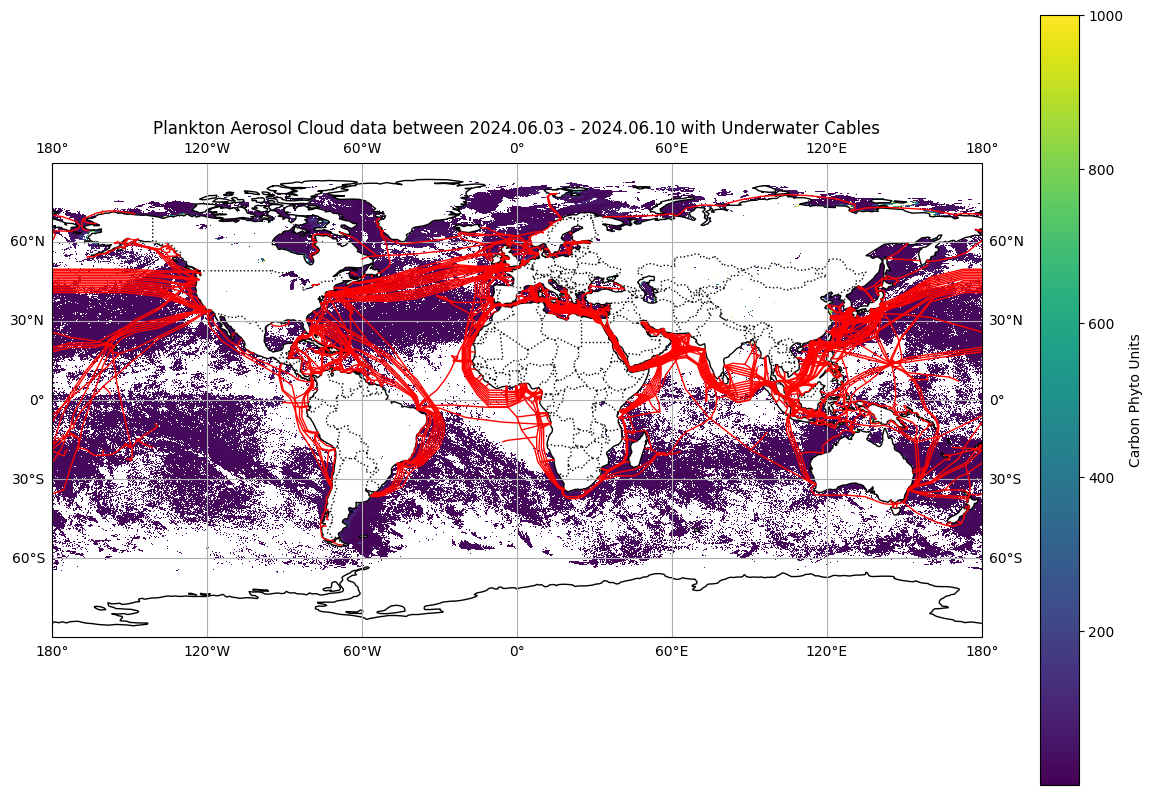 Plankton Aerosol Cloud data between 2024.06.03 - 2024.06.10 with Underwater Cables
180° 120°W 60°W 0° 60°E 120°E 180°
60°N 60°N
30°N 30°N
0° 0°
30°S 30°S
60°S 60°S
180° 120°W 60°W 0° 60°E 120°E 180°
1000
800
600
400
200
Carbon Phyto Units